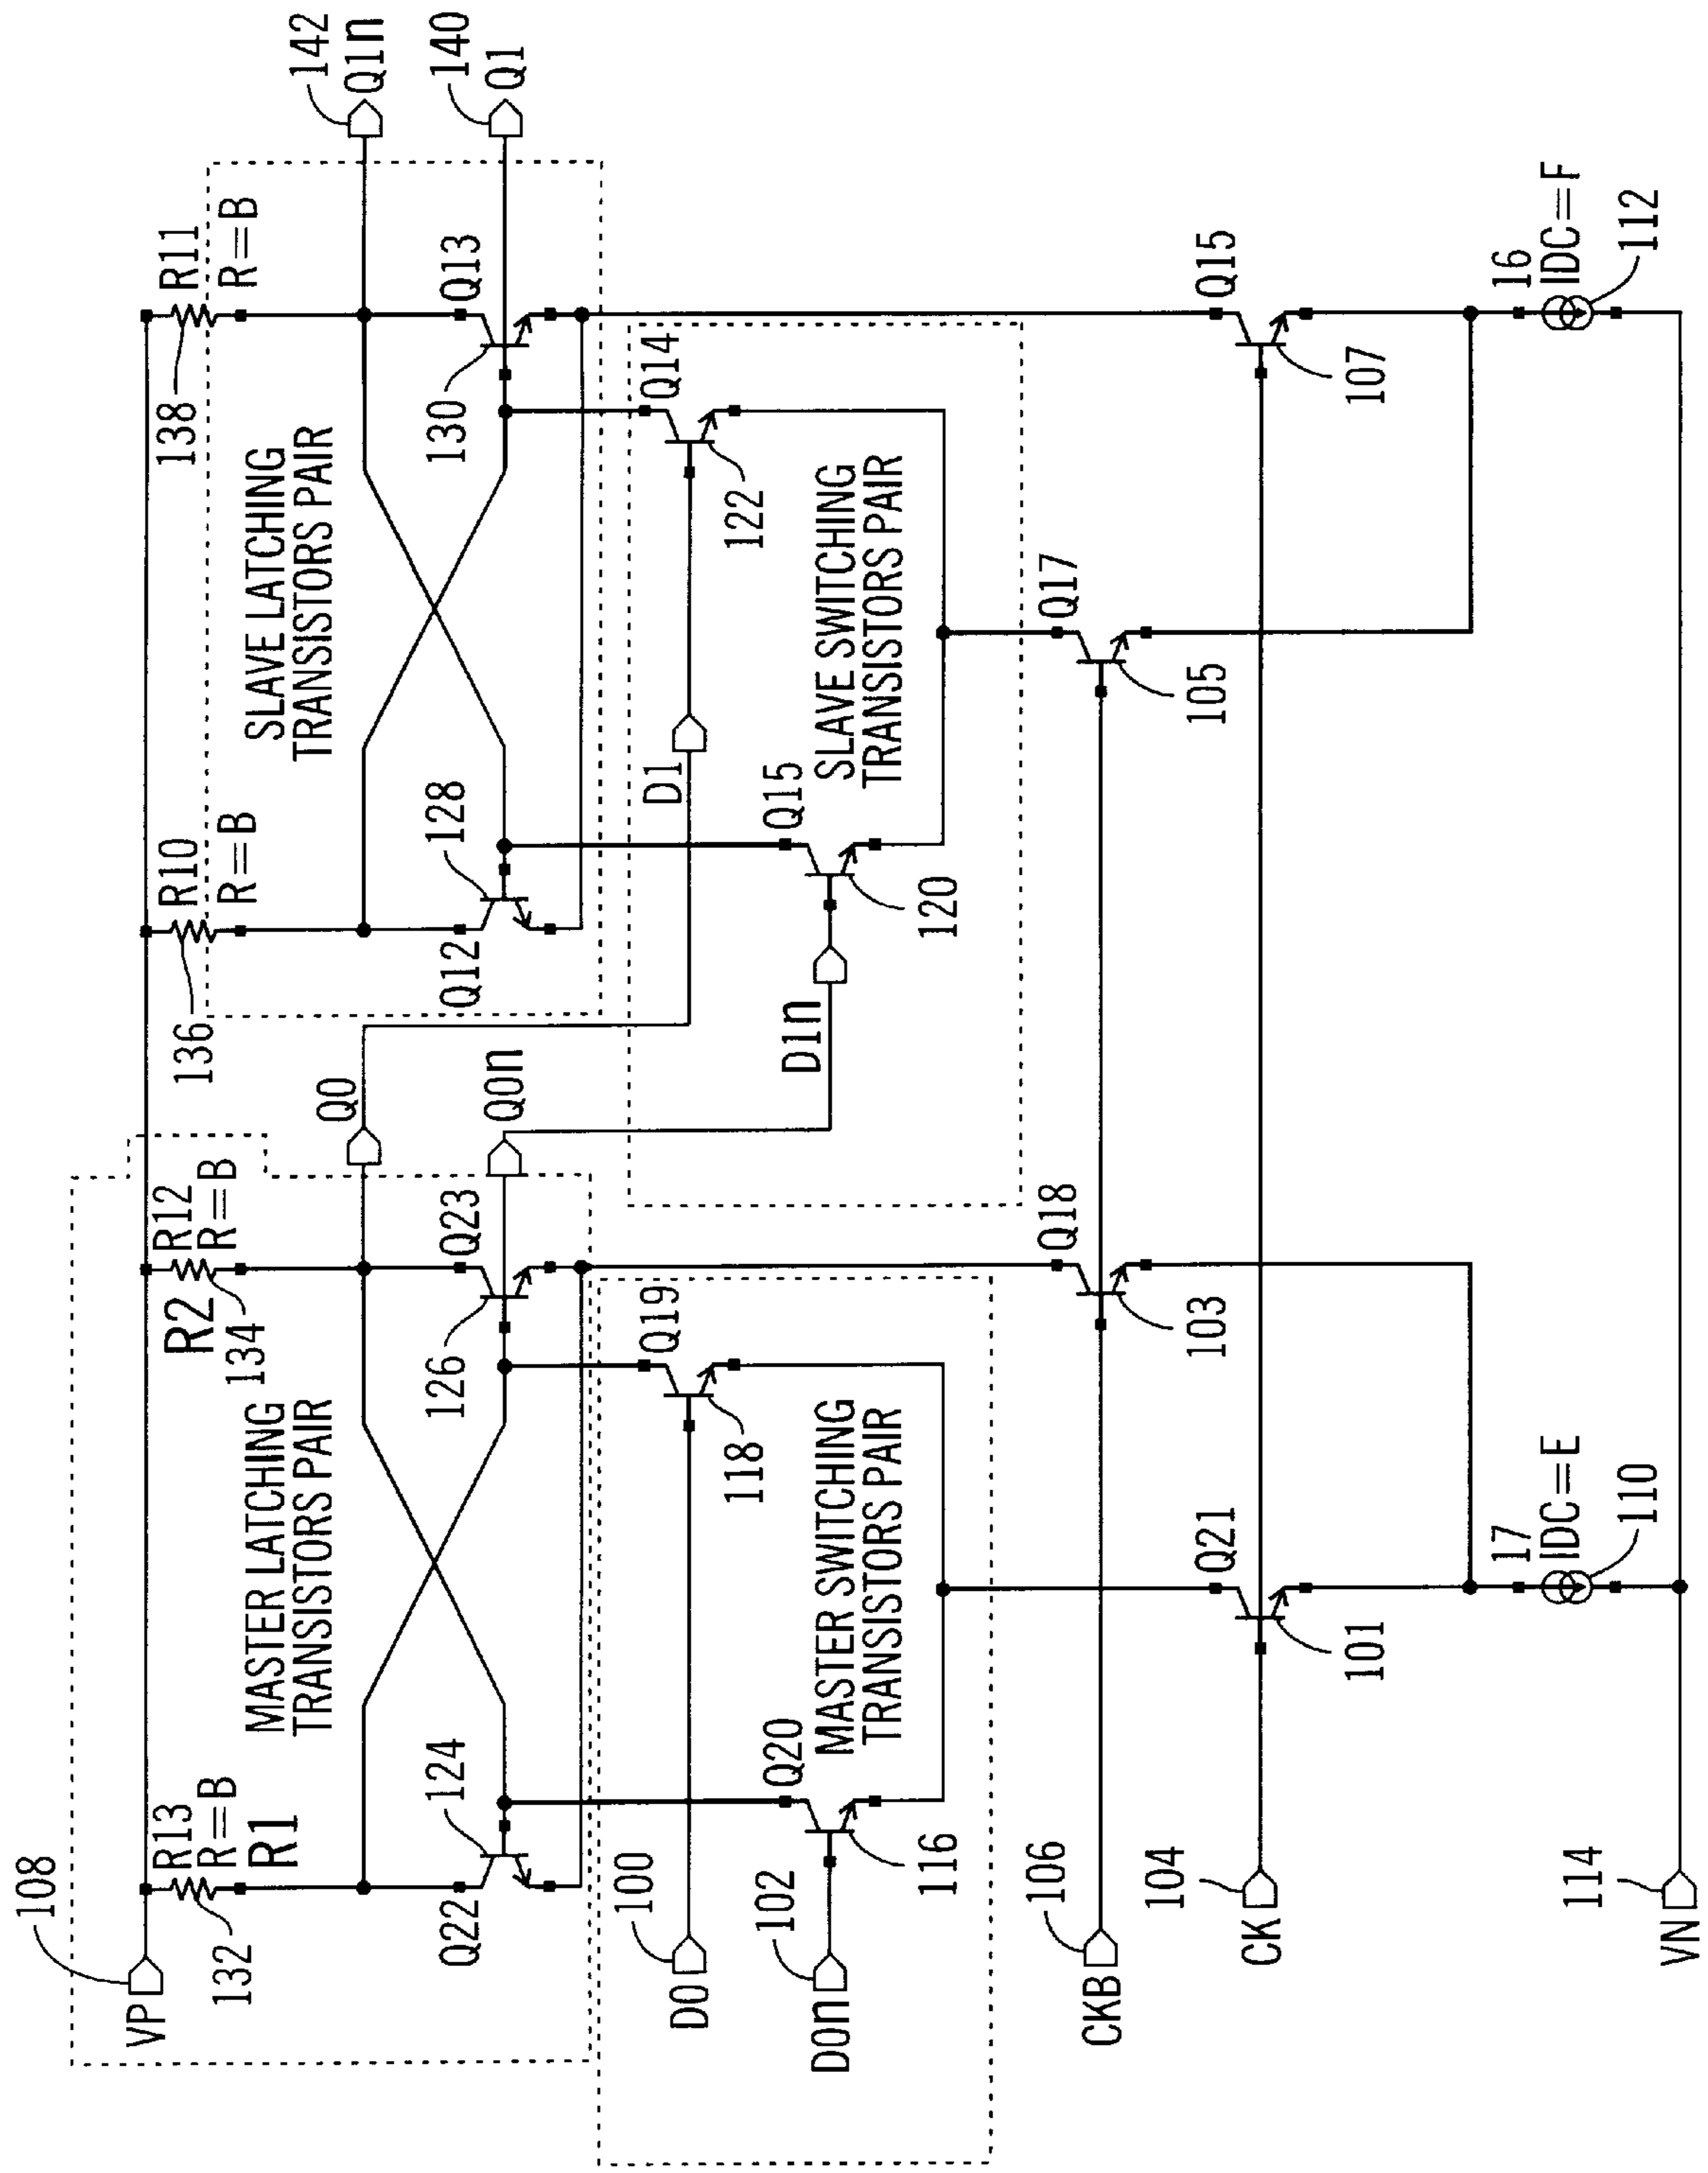 108
VP
R13
R=B
R1
132
R12
R=B
R2
134
136
R10
R=B
138
R11
R=B
142
Q1n
140
Q1
MASTER LATCHING
TRANSISTORS PAIR
SLAVE LATCHING
TRANSISTORS PAIR
Q0
Q0n
Q22
124
126
Q23
Q12
128
130
Q13
100
D0
118
Q19
D1
122
Q14
102
D0n
116
Q20
MASTER SWITCHING
TRANSISTORS PAIR
D1n
120
Q15
SLAVE SWITCHING
TRANSISTORS PAIR
106
CKB
103
Q18
105
Q17
104
CK
101
Q21
107
Q15
17
IDC=E
110
16
IDC=F
112
114
VN